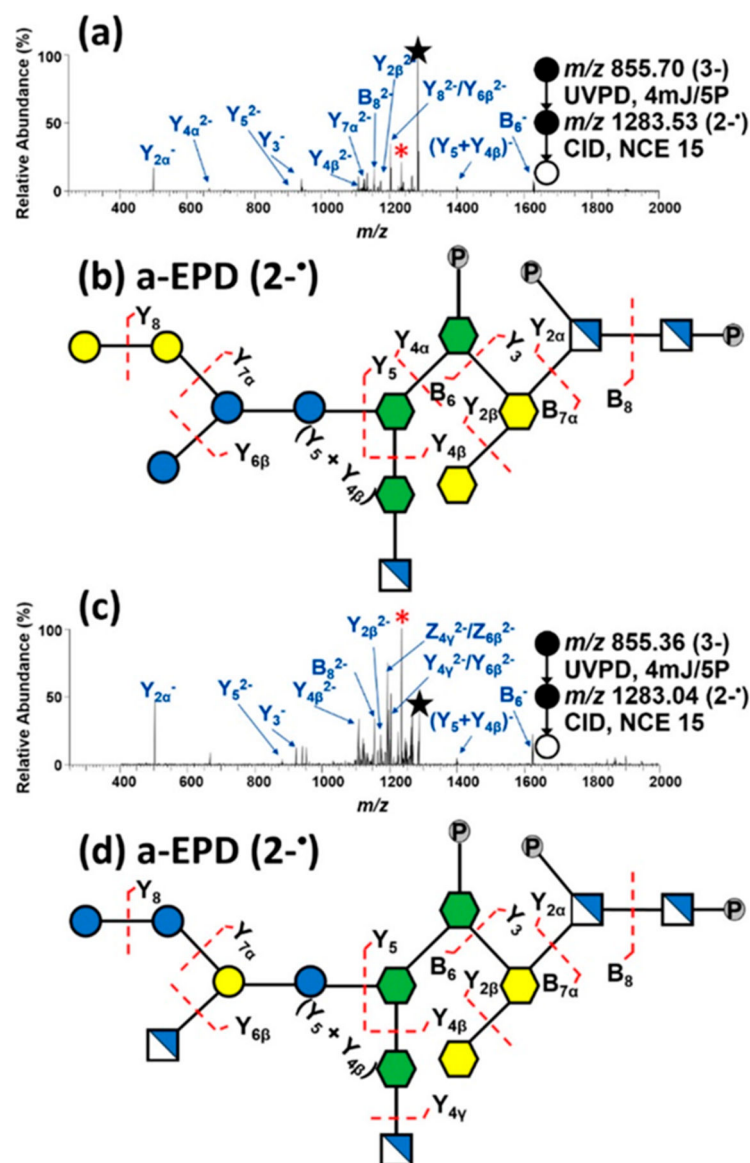 (a)
Relative Abundance (%)
100
50
0
400 600 800 1000 1200 1400 1600 1800 2000
m/z
Y2α-
Y4α2-
Y52-
Y3-
Y4β2-
Y7α2-
B82-
Y2β2-
Y82-/Y6β2-
*
(Y5+Y4β)-
B6-
m/z 855.70 (3-)
UVPD, 4mJ/5P
m/z 1283.53 (2-•)
CID, NCE 15
(b) a-EPD (2-•)
P
P
P
Y8
Y7α
Y6β
(Y5 + Y4β)
Y5
Y4α
B6
Y3
Y2β
Y4β
Y2α
B7α
B8
(c)
Relative Abundance (%)
100
50
0
400 600 800 1000 1200 1400 1600 1800 2000
m/z
Y2α-
Y52-
Y3-
Y4β2-
B82-
Y2β2-
*
Z4γ2-/Z6β2-
Y4γ2-/Y6β2-
(Y5+Y4β)-
B6-
m/z 855.36 (3-)
UVPD, 4mJ/5P
m/z 1283.04 (2-•)
CID, NCE 15
(d) a-EPD (2-•)
P
P
P
Y8
Y7α
Y6β
(Y5 + Y4β)
Y5
B6
Y3
Y2β
Y4β
Y2α
B7α
B8
Y4γ